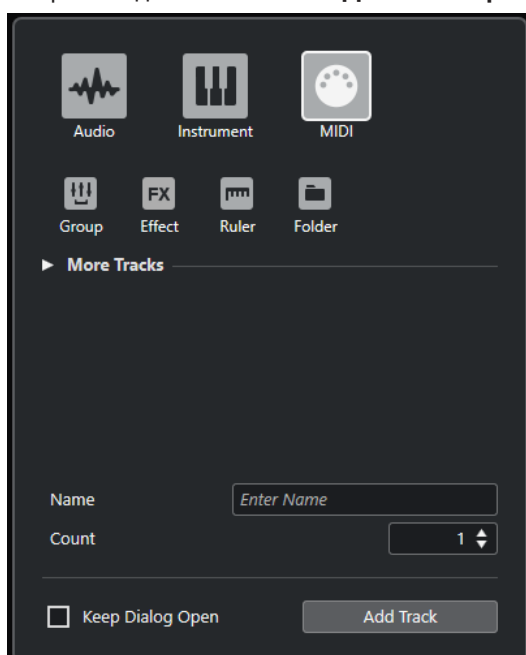 Audio Instrument MIDI
FX
Group Effect Ruler Folder
More Tracks
Name Enter Name
Count 1
Keep Dialog Open Add Track